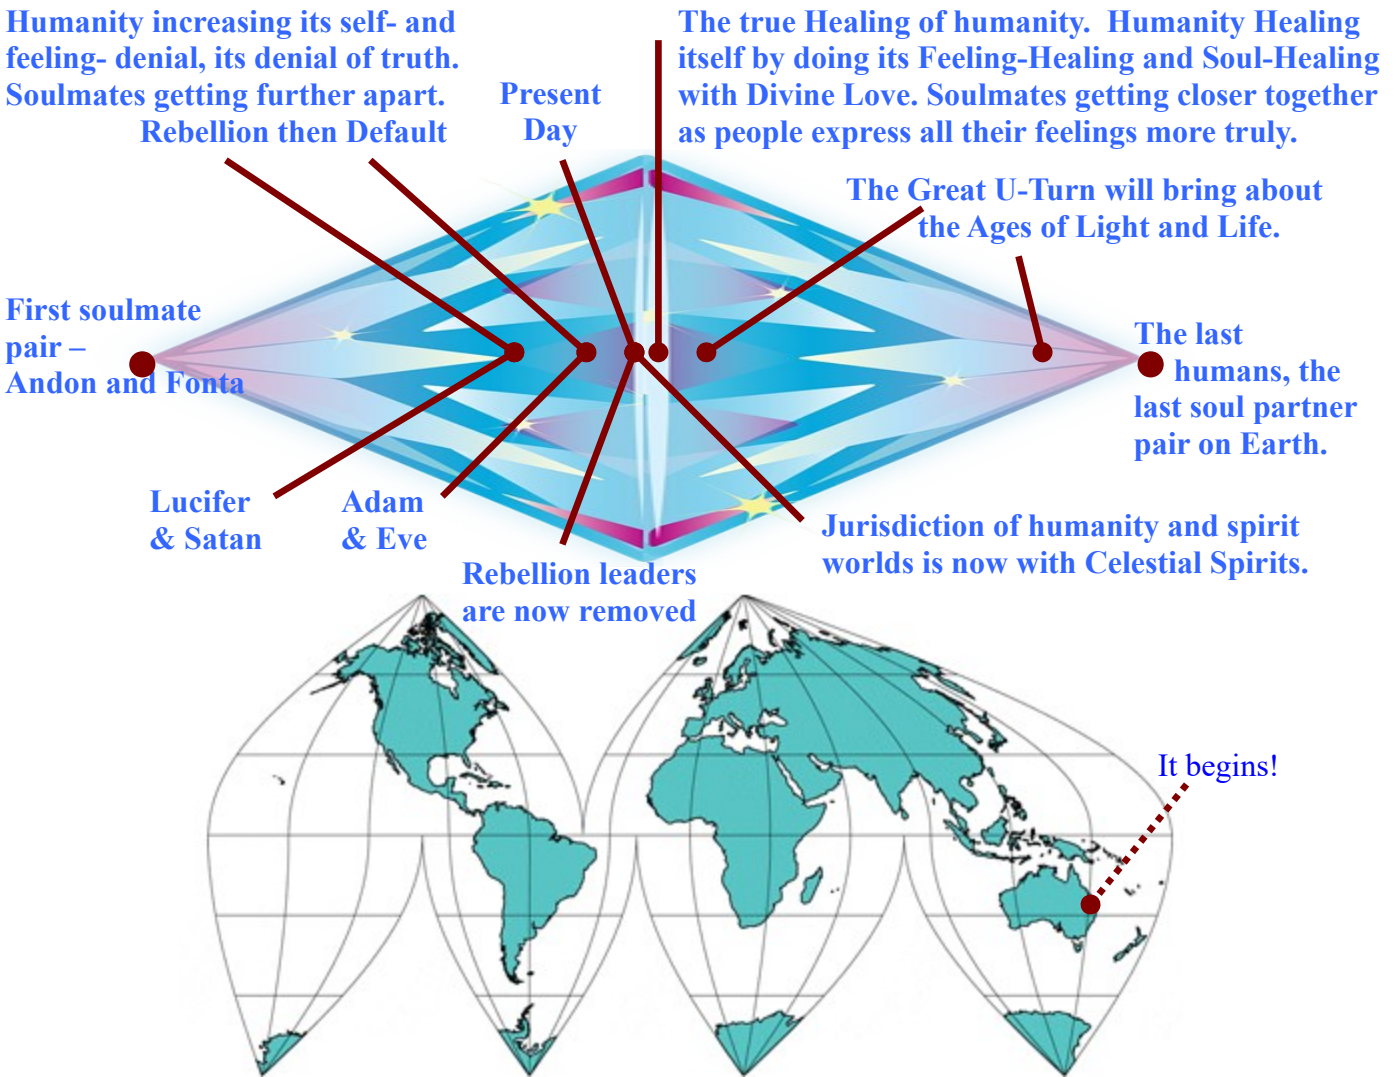 Humanity increasing its self- and
feeling- denial, its denial of truth.
Soulmates getting further apart.
Rebellion then Default
Present
Day
The true Healing of humanity.  Humanity Healing
itself by doing its Feeling-Healing and Soul-Healing
with Divine Love. Soulmates getting closer together
as people express all their feelings more truly.
The Great U-Turn will bring about
the Ages of Light and Life.
First soulmate
pair –
Andon and Fonta
The last
humans, the
last soul partner
pair on Earth.
Lucifer
& Satan
Adam
& Eve
Rebellion leaders
are now removed
Jurisdiction of humanity and spirit
worlds is now with Celestial Spirits.
It begins!